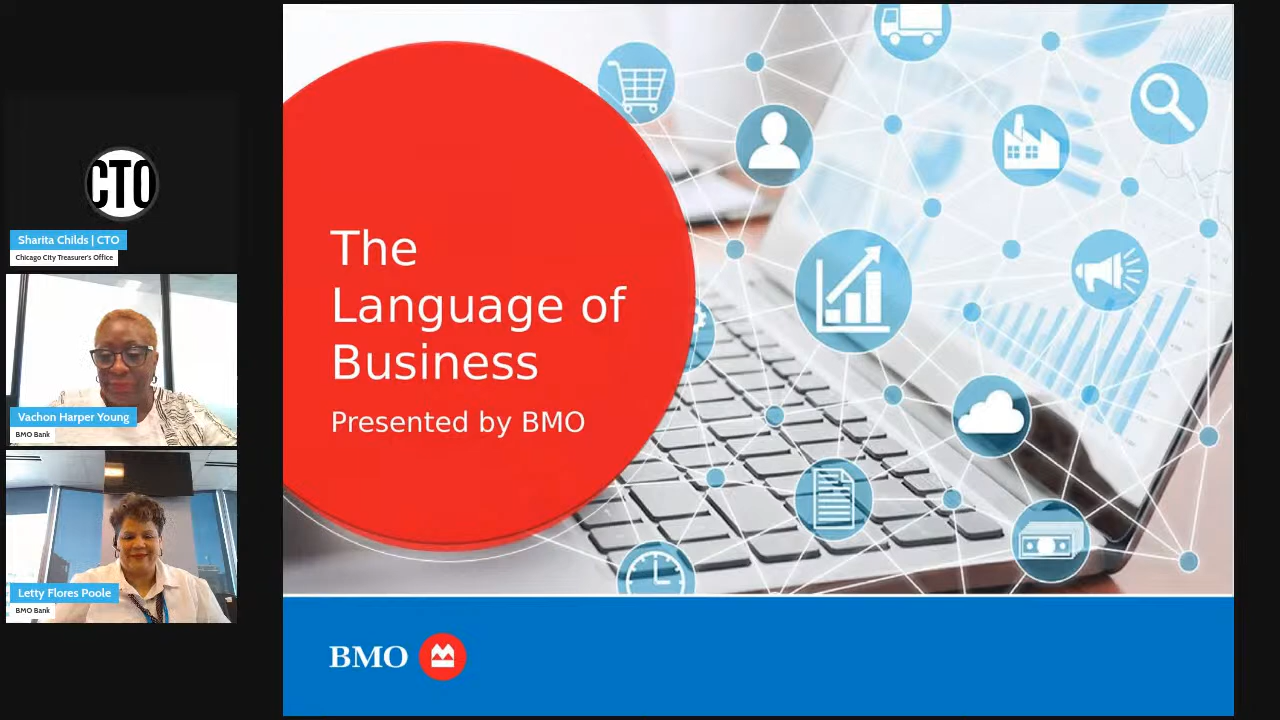 CTO
Sharita Childs | CTO
Chicago City Treasurer's Office
Vachon Harper Young
BMO Bank
Letty Flores Poole
BMO Bank
The
Language of
Business
Presented by BMO
BMO